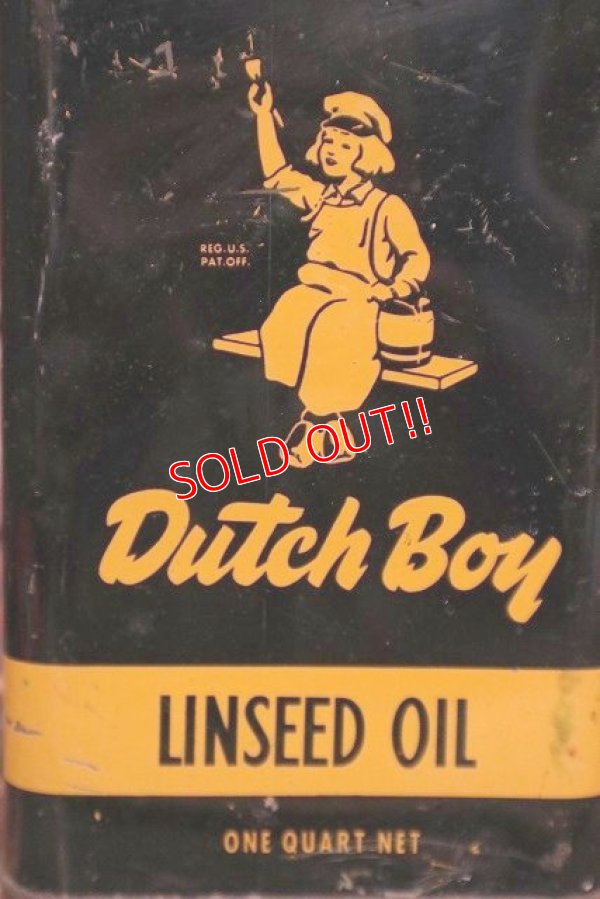 REG.U.S.
PAT.OFF.
SOLD OUT!!
Dutch Boy
LINSEED OIL
ONE QUART NET